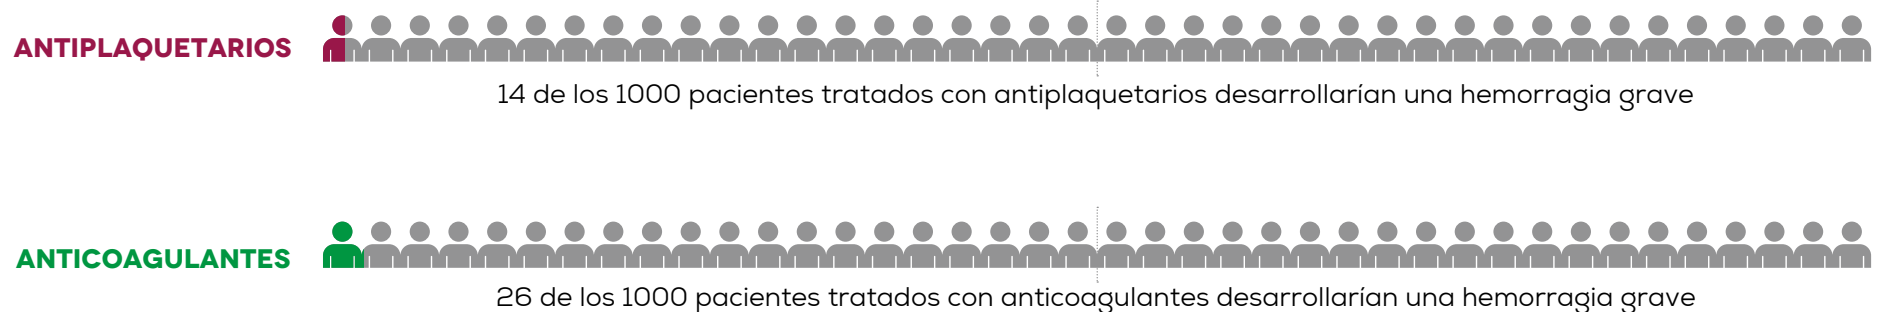 ANTIPLAQUETARIOS
14 de los 1000 pacientes tratados con antiplaquetarios desarrollarían una hemorragia grave
ANTICOAGULANTES
26 de los 1000 pacientes tratados con anticoagulantes desarrollarían una hemorragia grave